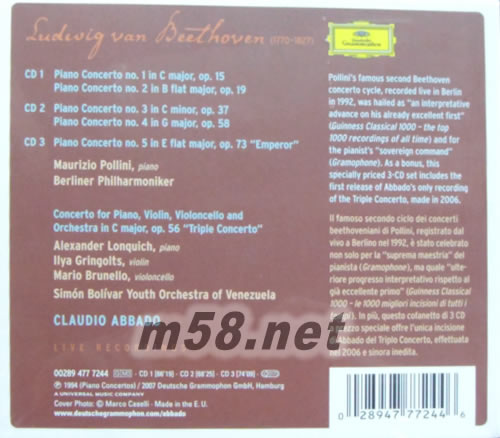 Ludwig van Beethoven (1770-1827)
Deutsche
Grammophon
CD 1 Piano Concerto no. 1 in C major, op. 15
Piano Concerto no. 2 in B flat major, op. 19
CD 2 Piano Concerto no. 3 in C minor, op. 37
Piano Concerto no. 4 in G major, op. 58
CD 3 Piano Concerto no. 5 in E flat major, op. 73 “Emperor”
Maurizio Pollini, piano
Berliner Philharmoniker
Concerto for Piano, Violin, Violoncello and
Orchestra in C major, op. 56 “Triple Concerto”
Alexander Lonquich, piano
Ilya Gringolts, violin
Mario Brunello, violoncello
Simón Bolívar Youth Orchestra of Venezuela
CLAUDIO ABBADO
LIVE
Pollini's famous second Beethoven
concerto cycle, recorded live in Berlin
in 1992, was hailed as “an interpretative
advance on his already excellent first”
(Guinness Classical 1000 – the top
1000 recordings of all time) and for
the pianist's “sovereign command”
(Gramophone). As a bonus, this
specially priced 3-CD set includes the
first release of Abbado's only recording
of the Triple Concerto, made in 2006.
Il famoso secondo ciclo dei concerti
beethoveniani di Pollini, registrato dal
vivo a Berlino nel 1992, è stato celebrato
non solo per la “suprema maestria” del
pianista (Gramophone), ma quale “ulte-
riore progresso interpretativo rispetto al
già eccellente primo” (Guinness Classical
1000 – le 1000 migliori incisioni di tutti i
In più, questo cofanetto di 3 CD
speciale offre l'unica incisione
Abbado del Triplo Concerto, effettuata
nel 2006 e sinora inedita.
m58.net
00289 477 7244 CD 1 CD 2 CD 3
℗ 1994 (Piano Concertos) / 2007 Deutsche Grammophon GmbH, Hamburg
A UNIVERSAL MUSIC COMPANY
Cover Photo: © Marco Caselli · Made in the E.U.
www.deutschegrammophon.com/abbado
0 28947 77244 6